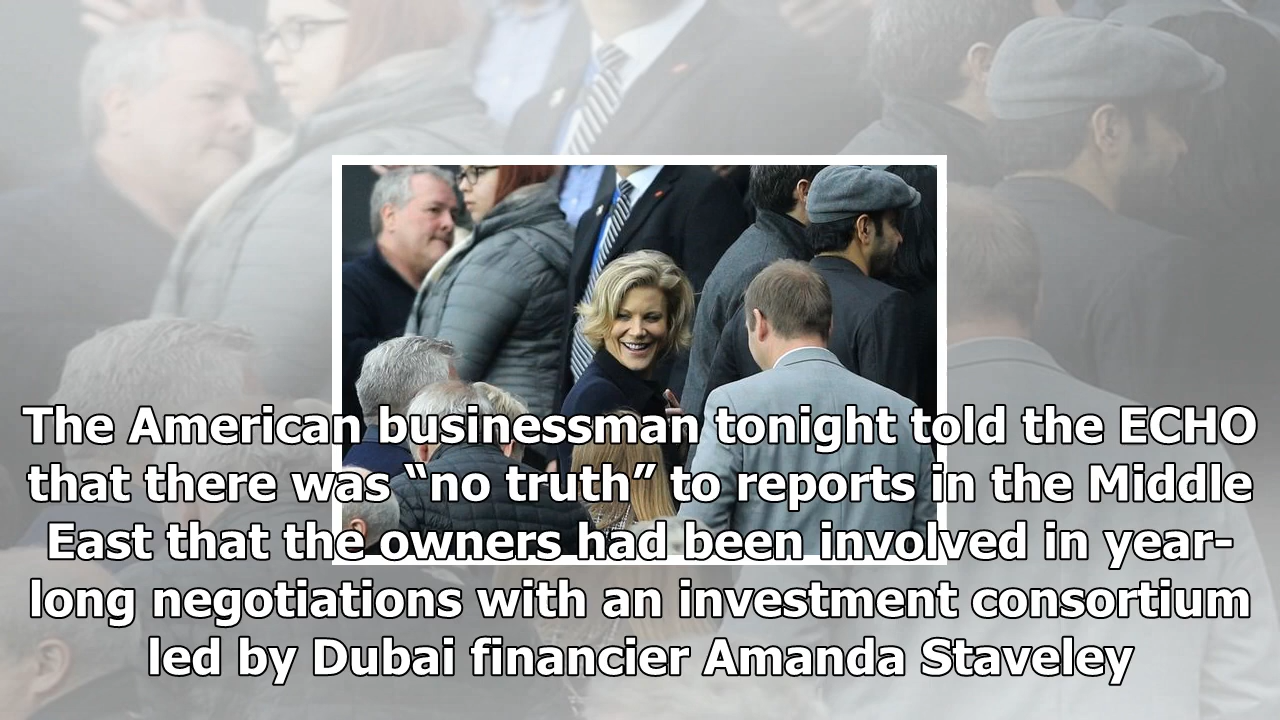 The American businessman tonight told the ECHO
that there was “no truth” to reports in the Middle
East that the owners had been involved in year-
long negotiations with an investment consortium
led by Dubai financier Amanda Staveley